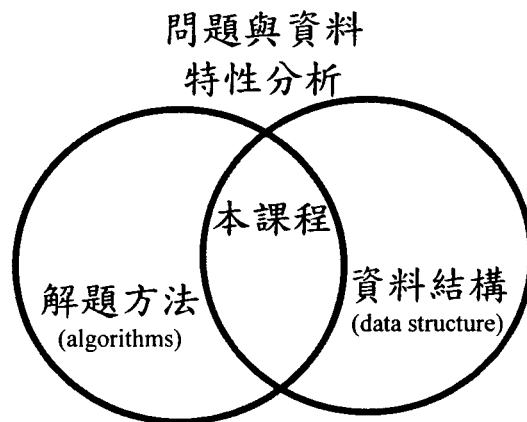 問題與資料
特性分析
本課程
解題方法
(algorithms)
資料結構
(data structure)